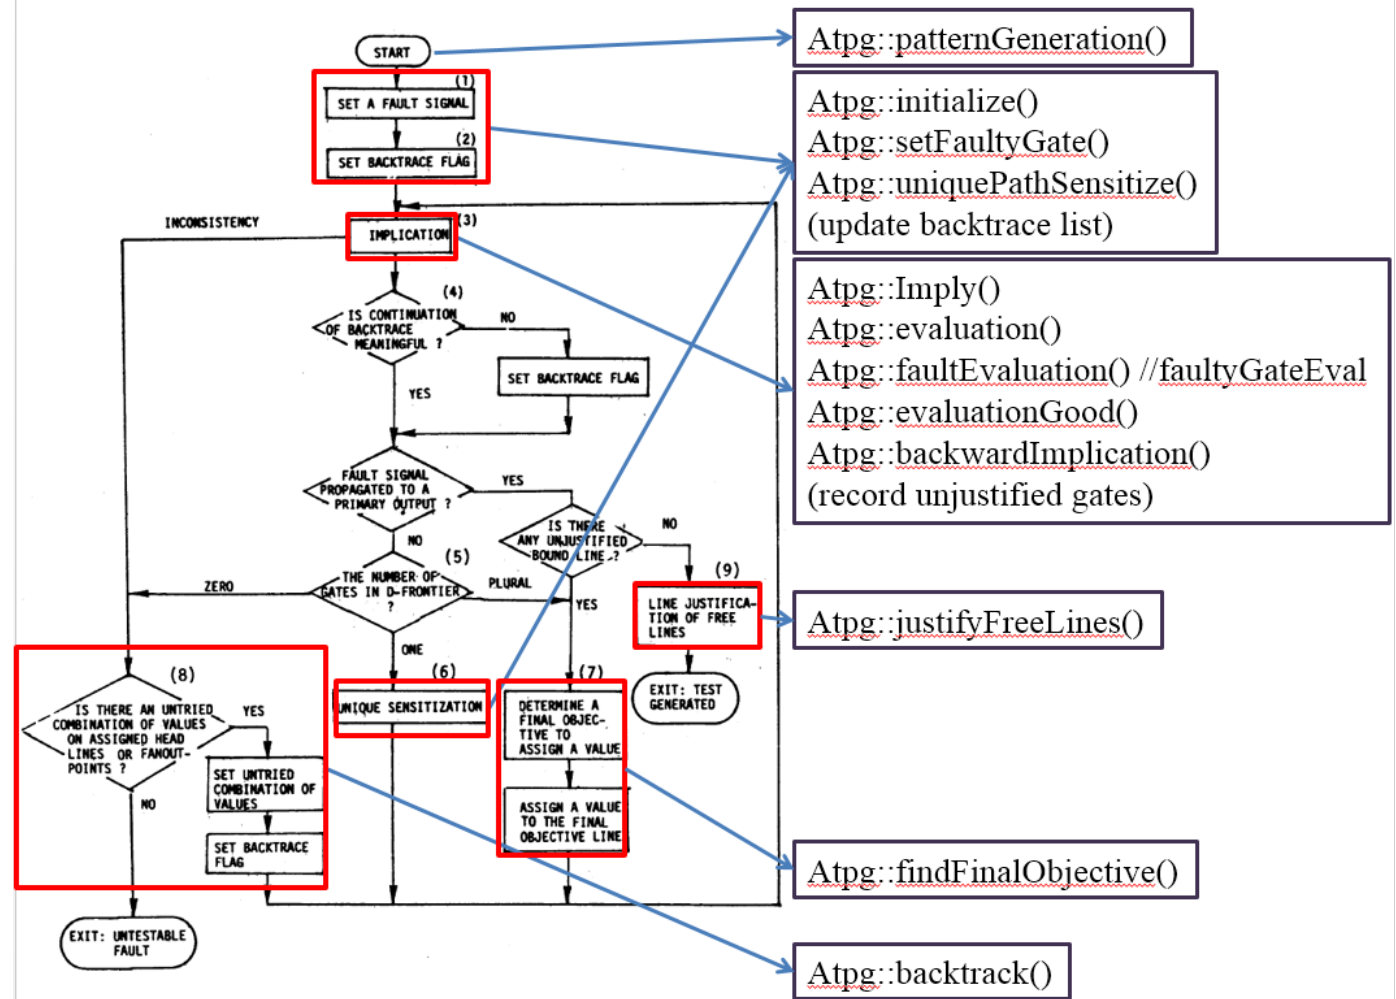 START
(1)
SET A FAULT SIGNAL
(2)
SET BACKTRACE FLAG
INCONSISTENCY
(3)
IMPLICATION
(4)
IS CONTINUATION
OF BACKTRACE
MEANINGFUL ?
NO
SET BACKTRACE FLAG
YES
FAULT SIGNAL
PROPAGATED TO A
PRIMARY OUTPUT ?
YES
NO
IS THERE
ANY UNJUSTIFIED
BOUND LINE ?
NO
YES
(5)
THE NUMBER OF
GATES IN D-FRONTIER
?
ZERO
PLURAL
ONE
(9)
LINE JUSTIFICA-
TION OF FREE
LINES
EXIT: TEST
GENERATED
(6)
UNIQUE SENSITIZATION
(7)
DETERMINE A
FINAL OBJEC-
TIVE TO
ASSIGN A VALUE
ASSIGN A VALUE
TO THE FINAL
OBJECTIVE LINE
(8)
IS THERE AN UNTRIED
COMBINATION OF VALUES
ON ASSIGNED HEAD
LINES OR FANOUT-
POINTS ?
YES
NO
SET UNTRIED
COMBINATION OF
VALUES
SET BACKTRACE
FLAG
EXIT: UNTESTABLE
FAULT
Atpg::patternGeneration()
Atpg::initialize()
Atpg::setFaultyGate()
Atpg::uniquePathSensitize()
(update backtrace list)
Atpg::Imply()
Atpg::evaluation()
Atpg::faultEvaluation() //faultyGateEval
Atpg::evaluationGood()
Atpg::backwardImplication()
(record unjustified gates)
Atpg::justifyFreeLines()
Atpg::findFinalObjective()
Atpg::backtrack()